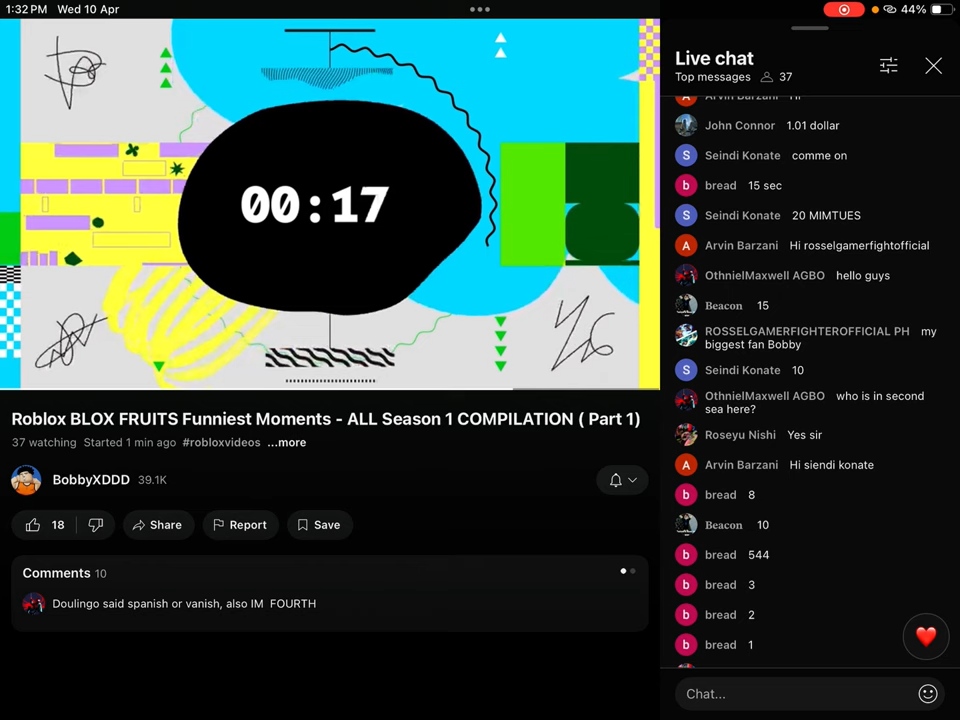 1:32 PM Wed 10 Apr
44%
00:17
Roblox BLOX FRUITS Funniest Moments - ALL Season 1 COMPILATION ( Part 1)
37 watching Started 1 min ago #robloxvideos ...more
BobbyXDDD 39.1K
18
Share
Report
Save
Comments 10
Doulingo said spanish or vanish, also IM FOURTH
Live chat
Top messages 37
Arvin Barzani Hi
John Connor 1.01 dollar
S Seindi Konate comme on
b bread 15 sec
S Seindi Konate 20 MIMTUES
A Arvin Barzani Hi rosselgamerfightofficial
OthnielMaxwell AGBO hello guys
Beacon 15
ROSSELGAMERFIGHTEROFFICIAL PH my
biggest fan Bobby
S Seindi Konate 10
OthnielMaxwell AGBO who is in second
sea here?
Roseyu Nishi Yes sir
A Arvin Barzani Hi siendi konate
b bread 8
Beacon 10
b bread 544
b bread 3
b bread 2
b bread 1
Chat...